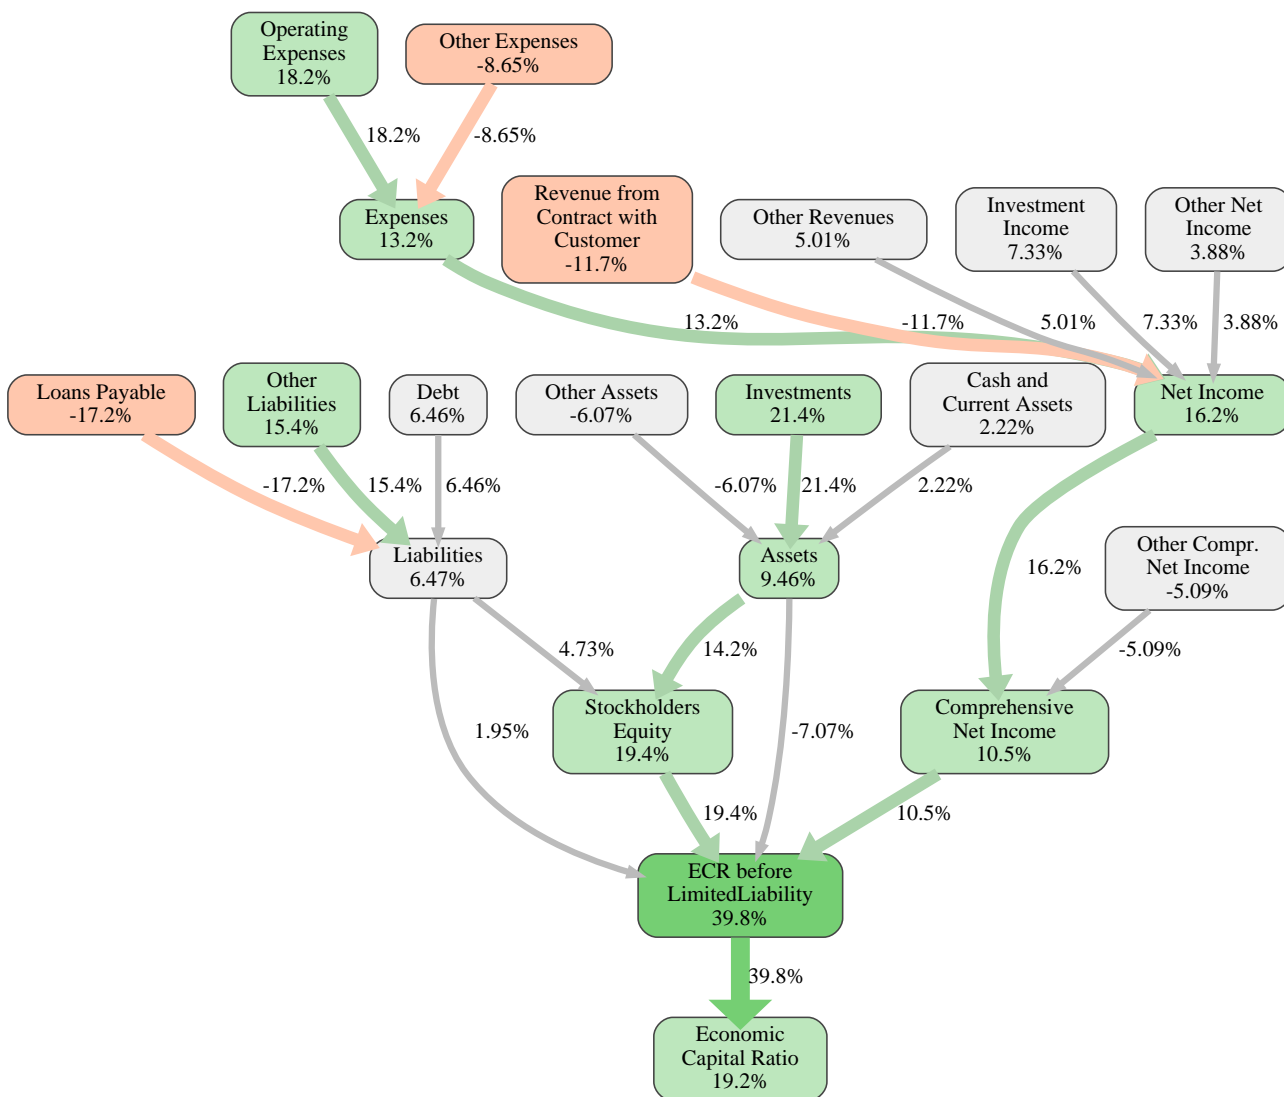 Operating
Expenses
18.2%
Other Expenses
-8.65%
18.2%
-8.65%
Expenses
13.2%
Revenue from
Contract with
Customer
-11.7%
Other Revenues
5.01%
Investment
Income
7.33%
Other Net
Income
3.88%
13.2%
-11.7%
5.01%
7.33%
3.88%
Loans Payable
-17.2%
Other
Liabilities
15.4%
Debt
6.46%
Other Assets
-6.07%
Investments
21.4%
Cash and
Current Assets
2.22%
Net Income
16.2%
-17.2%
15.4%
6.46%
-6.07%
21.4%
2.22%
Liabilities
6.47%
Assets
9.46%
16.2%
Other Compr.
Net Income
-5.09%
4.73%
14.2%
-5.09%
1.95%
Stockholders
Equity
19.4%
-7.07%
Comprehensive
Net Income
10.5%
19.4%
10.5%
ECR before
LimitedLiability
39.8%
39.8%
Economic
Capital Ratio
19.2%